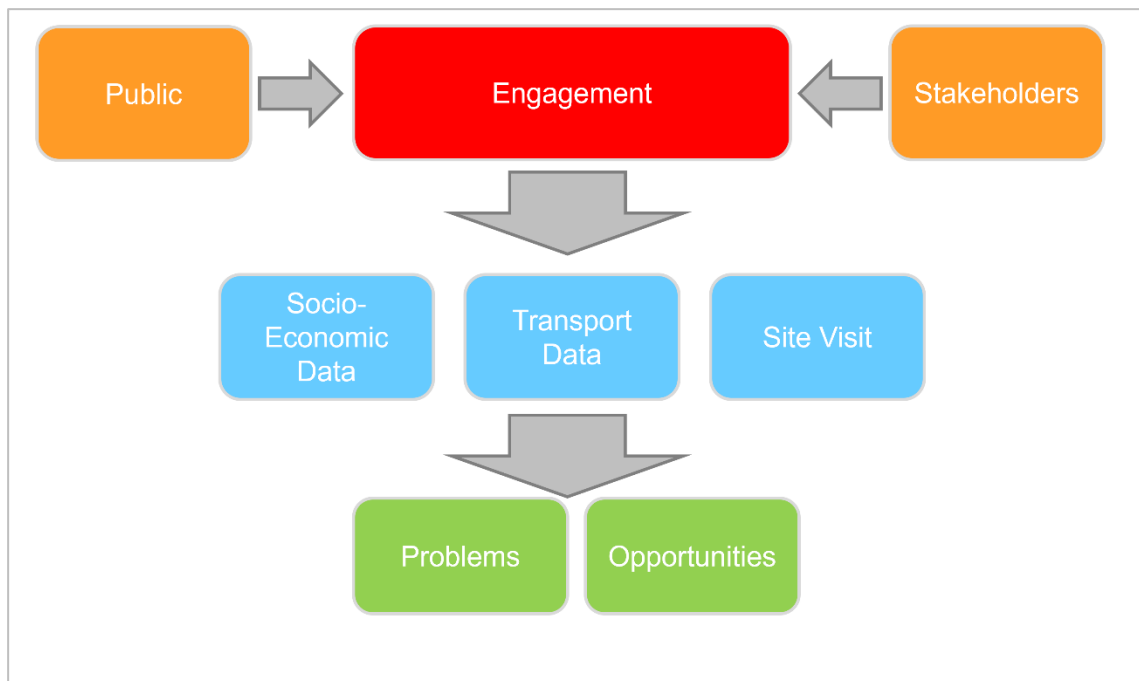 Public
Engagement
Stakeholders
Socio-
Economic
Data
Transport
Data
Site Visit
Problems
Opportunities